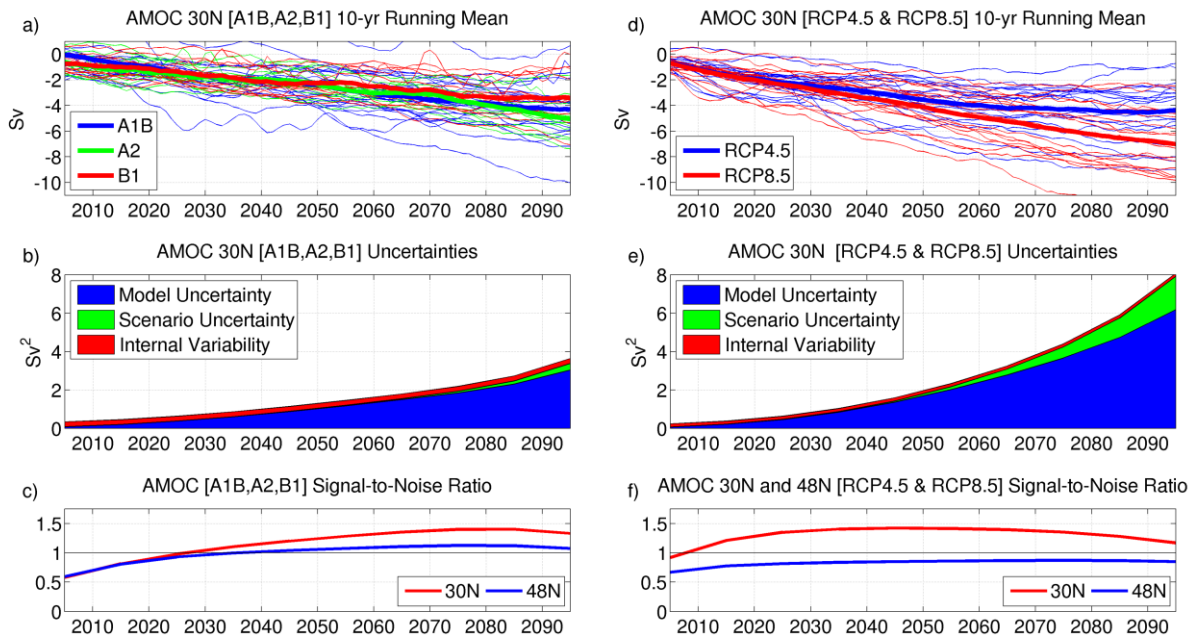 a) AMOC 30N [A1B,A2,B1] 10-yr Running Mean
0
-2
-4
-6
-8
-10
Sv
A1B
A2
B1
2010 2020 2030 2040 2050 2060 2070 2080 2090
b) AMOC 30N [A1B,A2,B1] Uncertainties
8
6
4
2
0
Sv²
Model Uncertainty
Scenario Uncertainty
Internal Variability
2010 2020 2030 2040 2050 2060 2070 2080 2090
c) AMOC [A1B,A2,B1] Signal-to-Noise Ratio
1.5
1
0.5
0
30N 48N
2010 2020 2030 2040 2050 2060 2070 2080 2090
d) AMOC 30N [RCP4.5 & RCP8.5] 10-yr Running Mean
0
-2
-4
-6
-8
-10
Sv
RCP4.5
RCP8.5
2010 2020 2030 2040 2050 2060 2070 2080 2090
e) AMOC 30N [RCP4.5 & RCP8.5] Uncertainties
8
6
4
2
0
Sv²
Model Uncertainty
Scenario Uncertainty
Internal Variability
2010 2020 2030 2040 2050 2060 2070 2080 2090
f) AMOC 30N and 48N [RCP4.5 & RCP8.5] Signal-to-Noise Ratio
1.5
1
0.5
0
30N 48N
2010 2020 2030 2040 2050 2060 2070 2080 2090